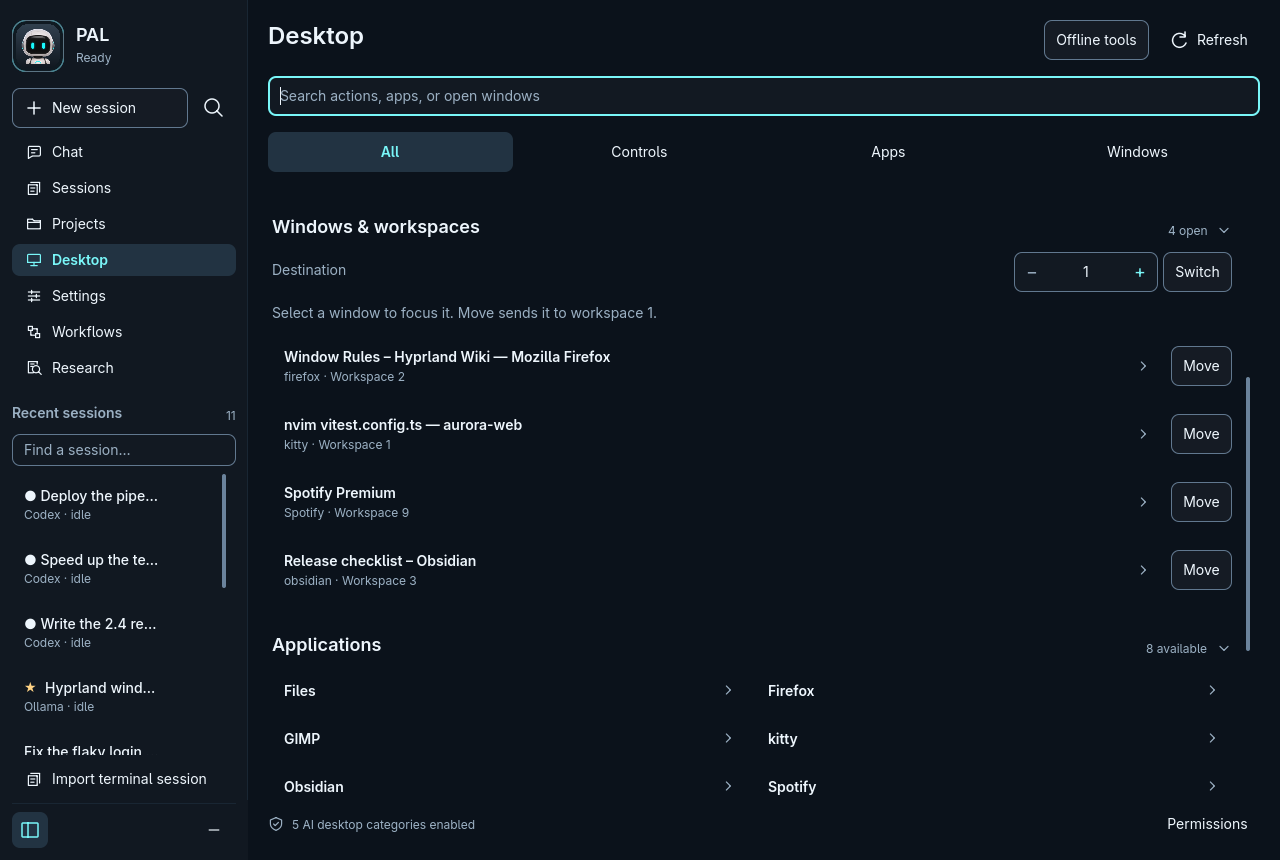 PAL
Ready
New session
Chat
Sessions
Projects
Desktop
Settings
Workflows
Research
Recent sessions
11
Find a session...
Deploy the pipe...
Codex · idle
Speed up the te...
Codex · idle
Write the 2.4 re...
Codex · idle
★ Hyprland wind...
Ollama · idle
Fix the flaky login
Import terminal session
Desktop
Offline tools
Refresh
Search actions, apps, or open windows
All
Controls
Apps
Windows
Windows & workspaces
4 open
Destination
− 1 +
Switch
Select a window to focus it. Move sends it to workspace 1.
Window Rules – Hyprland Wiki — Mozilla Firefox
firefox · Workspace 2
Move
nvim vitest.config.ts — aurora-web
kitty · Workspace 1
Move
Spotify Premium
Spotify · Workspace 9
Move
Release checklist – Obsidian
obsidian · Workspace 3
Move
Applications
8 available
Files
Firefox
GIMP
kitty
Obsidian
Spotify
5 AI desktop categories enabled
Permissions